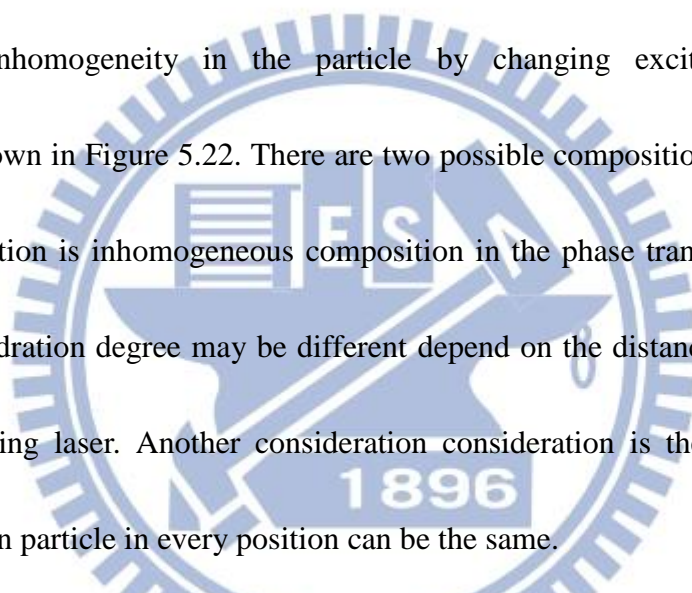 nhomogeneity in the particle by changing excit
own in Figure 5.22. There are two possible compositio
E S A
tion is inhomogeneous composition in the phase tran
dration degree may be different depend on the distanc
ing laser. Another consideration consideration is the
1896
n particle in every position can be the same.